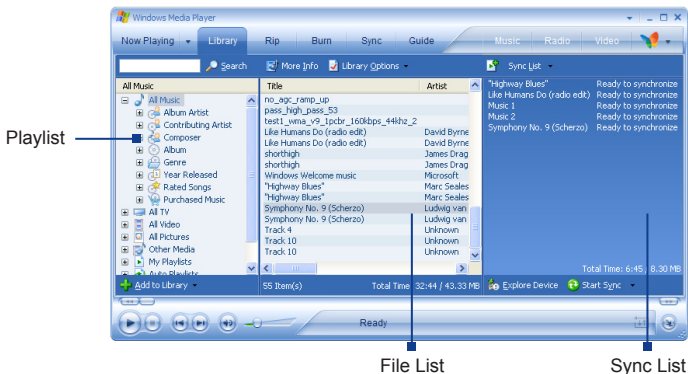 Windows Media Player
Now Playing Library Rip Burn Sync Guide Music Radio Video
Search More Info Library Options Sync List
All Music
All Music
Album Artist
Contributing Artist
Composer
Album
Genre
Year Released
Rated Songs
Purchased Music
All TV
All Video
All Pictures
Other Media
My Playlists
Auto Playlists
Add to Library
Playlist
Title Artist
no_agc_ramp_up
pass_high_pass_53
test1_wma_v9_1pcbr_160kbps_44khz_2
Like Humans Do (radio edit) David Byrne
Like Humans Do (radio edit) David Byrne
shorthigh James Drag
shorthigh James Drag
Windows Welcome music Microsoft
"Highway Blues" Marc Seales
"Highway Blues" Marc Seales
Symphony No. 9 (Scherzo) Ludwig van
Symphony No. 9 (Scherzo) Ludwig van
Track 4 Unknown
Track 10 Unknown
Track 10 Unknown
55 Item(s) Total Time: 32:44 / 43.33 MB
"Highway Blues" Ready to synchronize
Like Humans Do (radio edit) Ready to synchronize
Music 1 Ready to synchronize
Music 2 Ready to synchronize
Symphony No. 9 (Scherzo) Ready to synchronize
Total Time: 6:45 / 8.30 MB
Explore Device Start Sync
Ready
File List Sync List